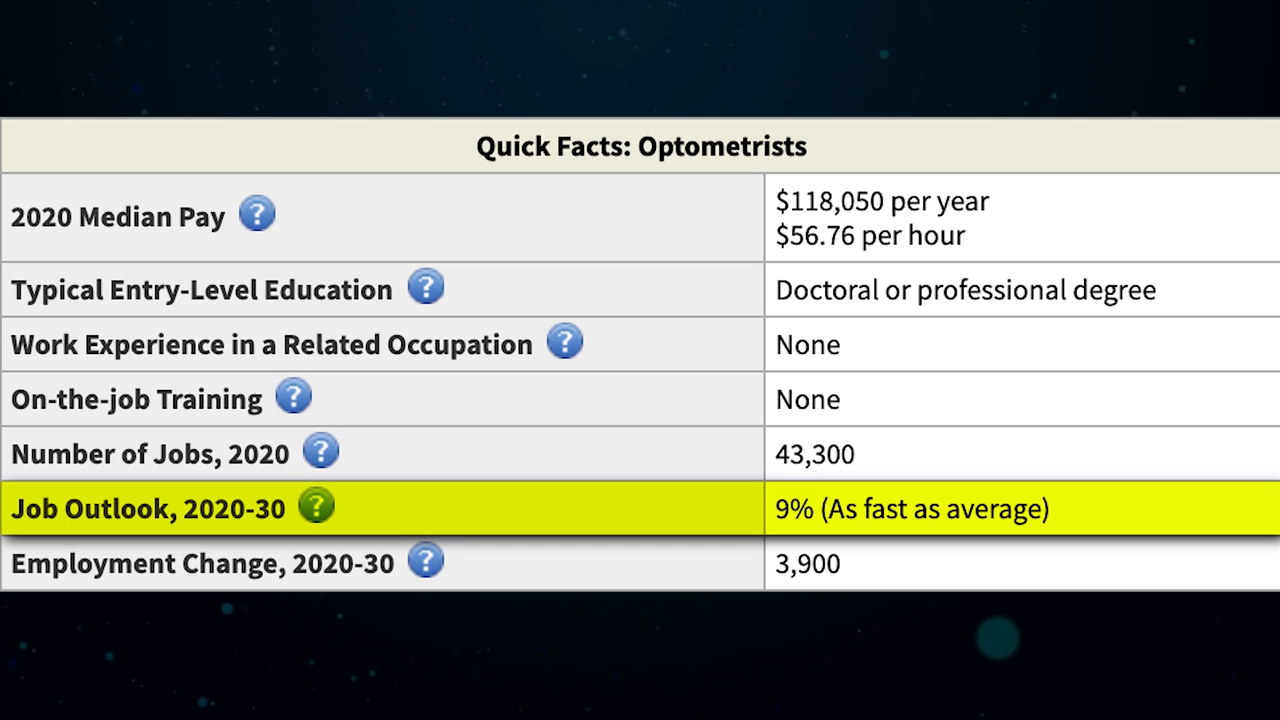 Quick Facts: Optometrists
2020 Median Pay ?
$118,050 per year
$56.76 per hour
Typical Entry-Level Education ?
Doctoral or professional degree
Work Experience in a Related Occupation ?
None
On-the-job Training ?
None
Number of Jobs, 2020 ?
43,300
Job Outlook, 2020-30 ?
9% (As fast as average)
Employment Change, 2020-30 ?
3,900